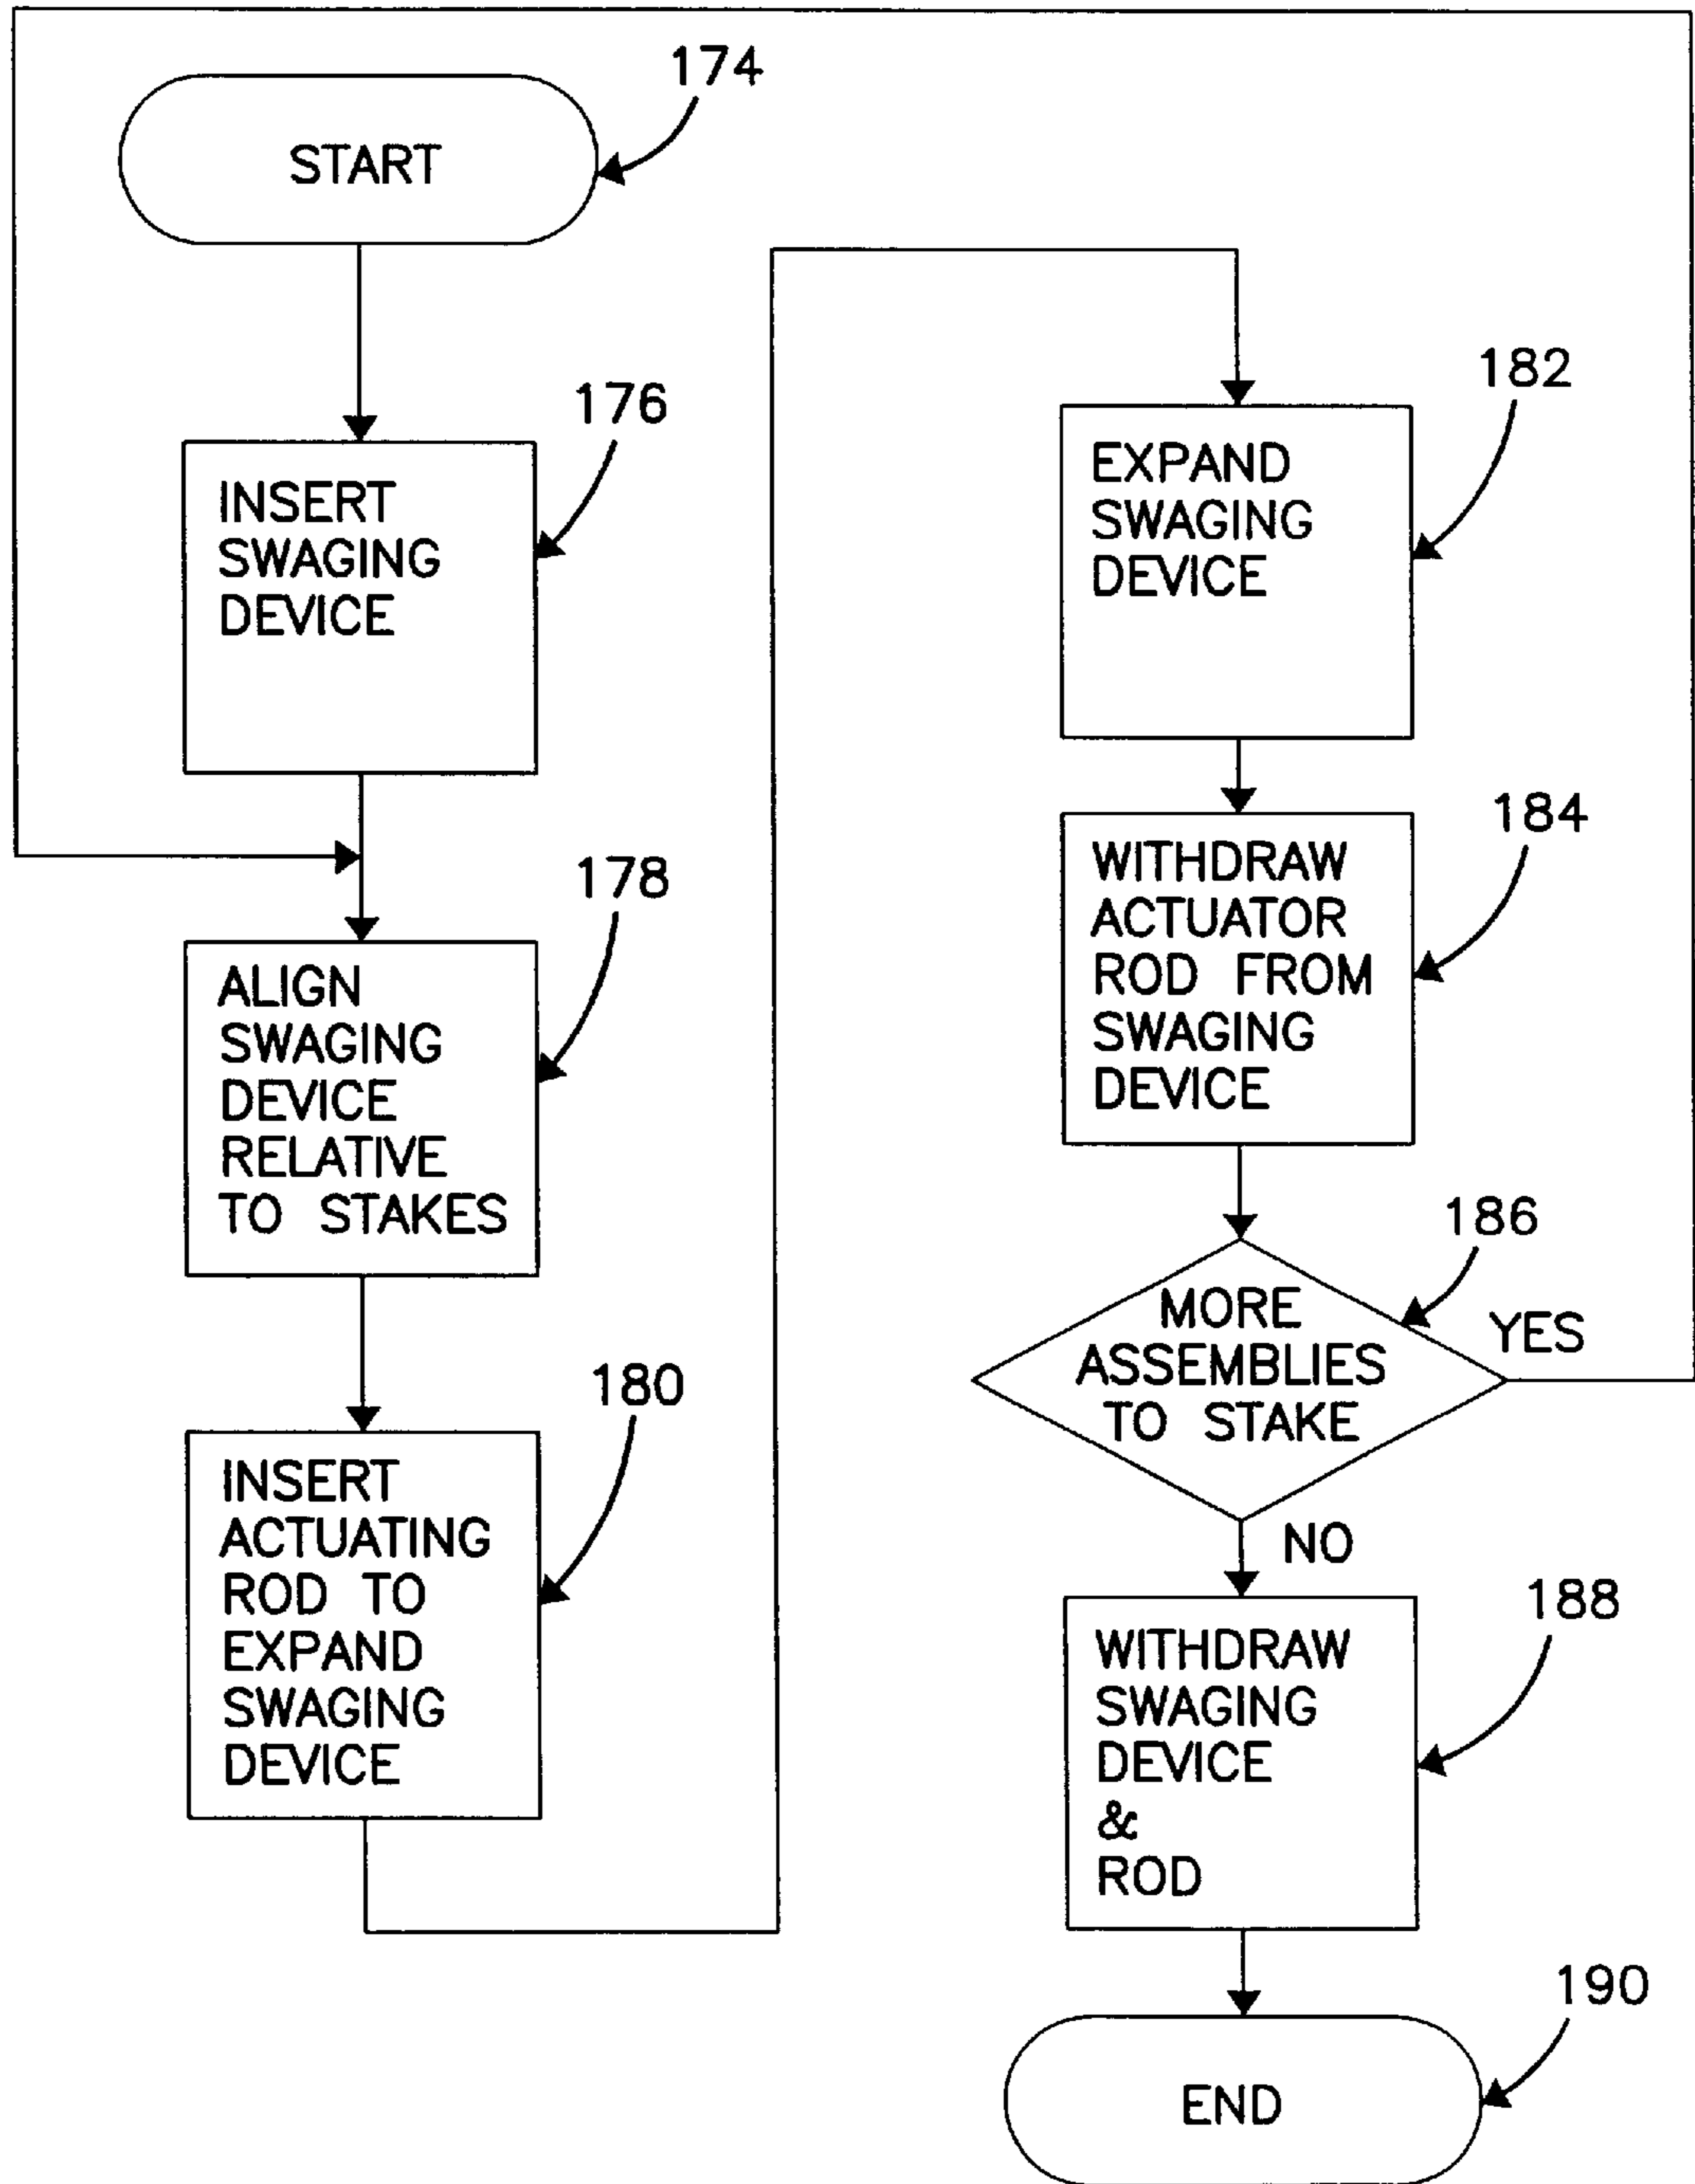 174
START
176
INSERT
SWAGING
DEVICE
178
ALIGN
SWAGING
DEVICE
RELATIVE
TO STAKES
180
INSERT
ACTUATING
ROD TO
EXPAND
SWAGING
DEVICE
182
EXPAND
SWAGING
DEVICE
184
WITHDRAW
ACTUATOR
ROD FROM
SWAGING
DEVICE
186
MORE
ASSEMBLIES
TO STAKE
YES
NO
188
WITHDRAW
SWAGING
DEVICE
&
ROD
190
END